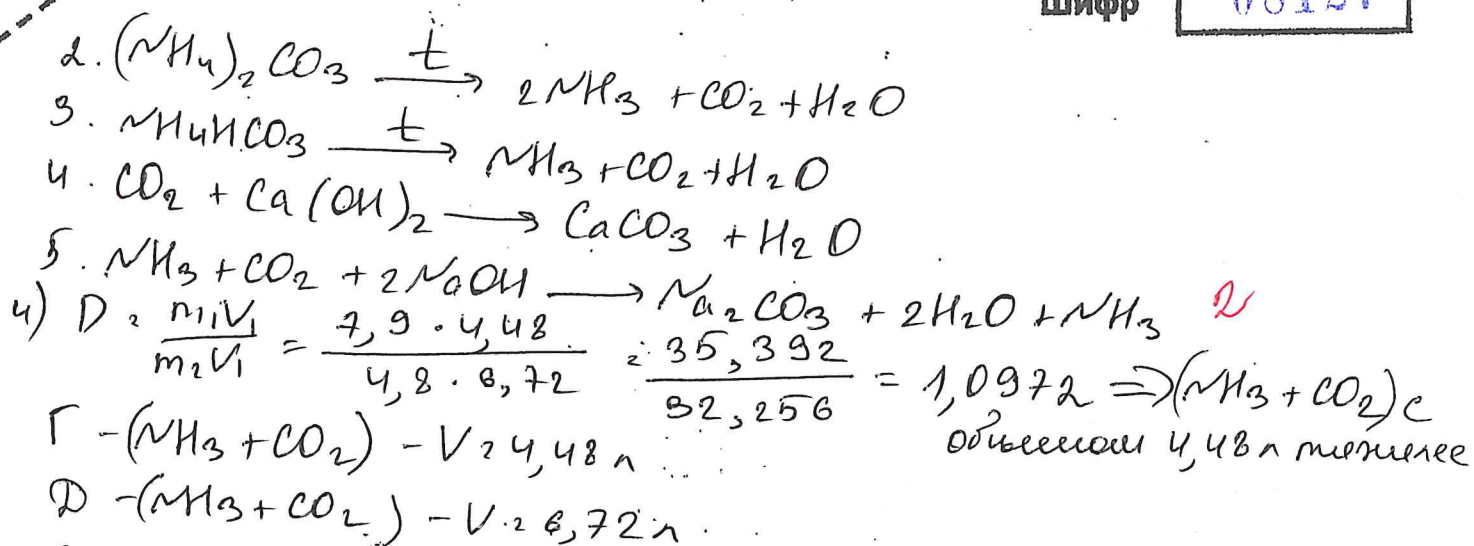 Шифр
2. (NH4)2CO3 —t→ 2NH3 + CO2 + H2O
3. NH4HCO3 —t→ NH3 + CO2 + H2O
4. CO2 + Ca(OH)2 → CaCO3 + H2O
5. NH3 + CO2 + 2NaOH → Na2CO3 + 2H2O + NH3 2
4) D = m1V1/m2V1 = 7,9 · 4,48/4,8 · 6,72 = 35,392/32,256 = 1,0972 => (NH3 + CO2) с
объемом 4,48 л тяжелее
Г – (NH3 + CO2) – V = 4,48 л
Д – (NH3 + CO2) – V = 6,72 л